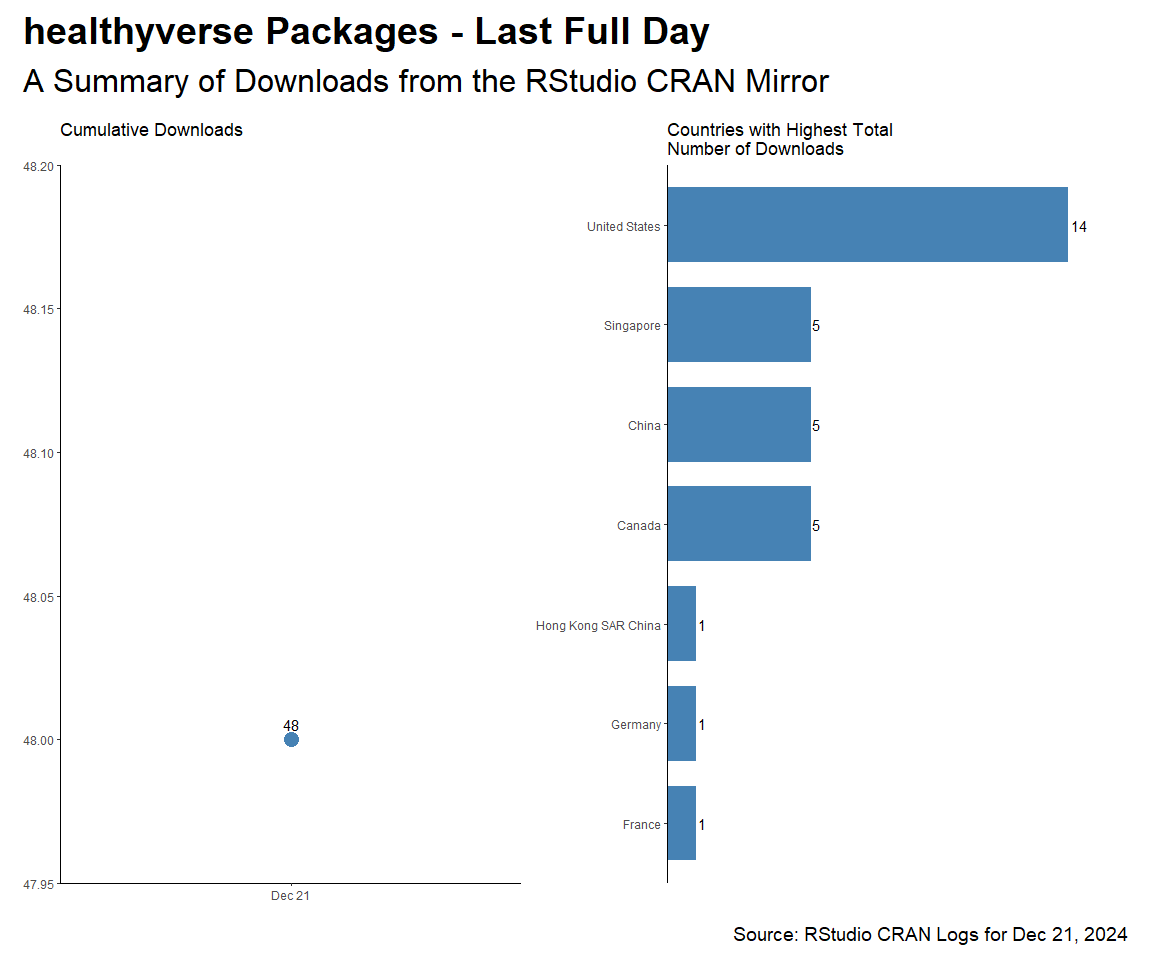 healthyverse Packages - Last Full Day
A Summary of Downloads from the RStudio CRAN Mirror
Cumulative Downloads
48.20
48.15
48.10
48.05
48.00
47.95
48
Dec 21
Countries with Highest Total
Number of Downloads
United States
14
Singapore
5
China
5
Canada
5
Hong Kong SAR China
1
Germany
1
France
1
Source: RStudio CRAN Logs for Dec 21, 2024